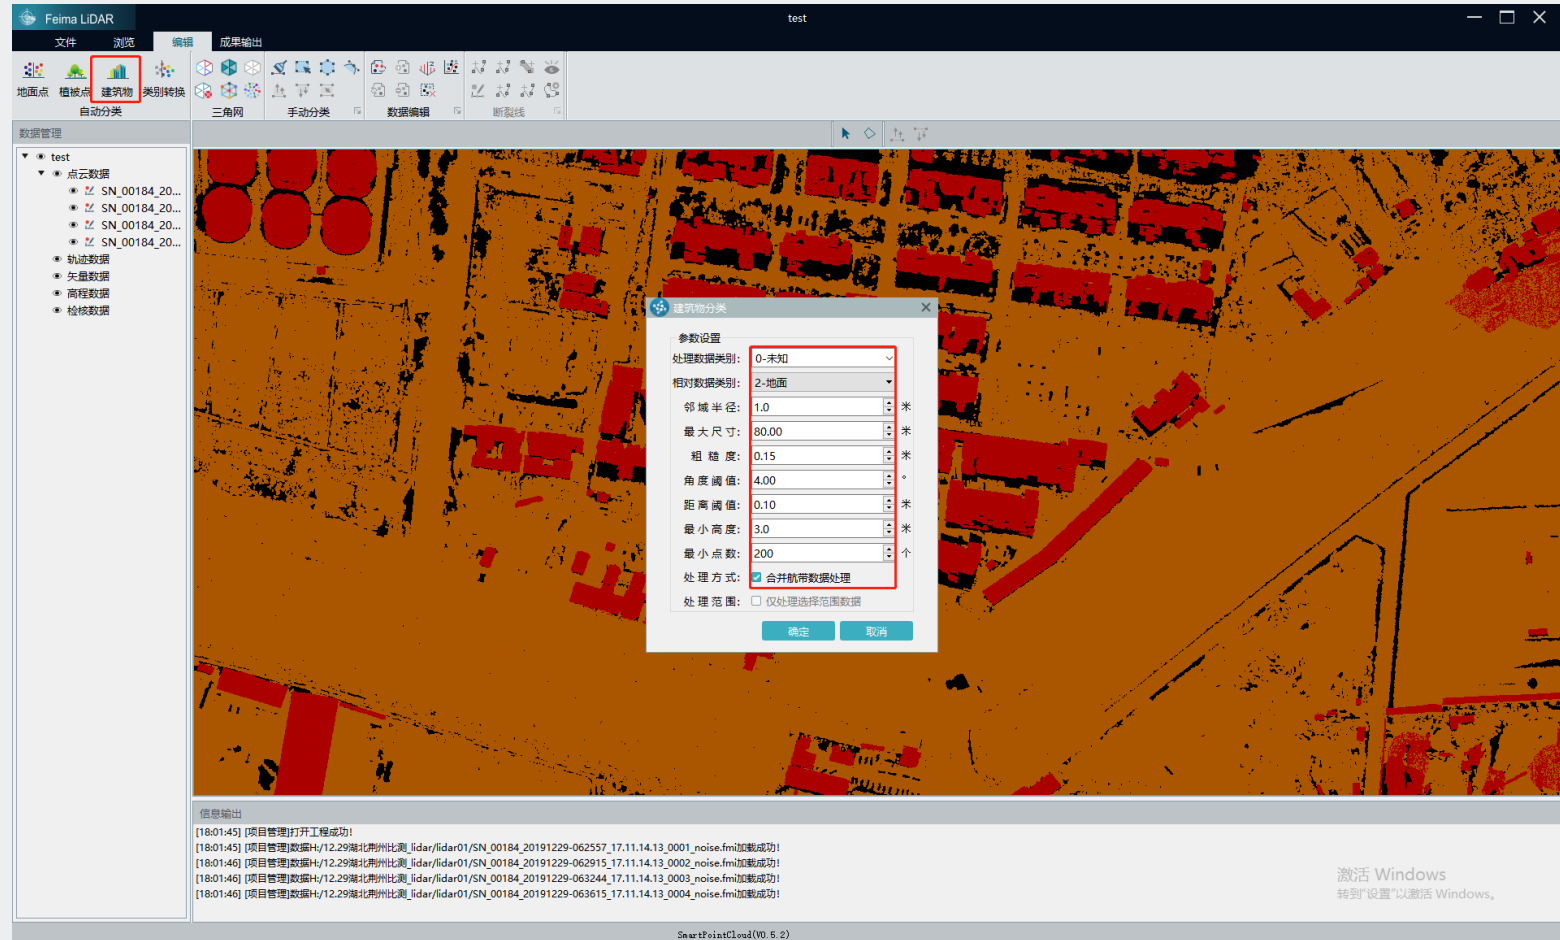 Feima LiDAR
test
文件 浏览 编辑 成果输出
地面点 植被点 建筑物 类别转换
自动分类 三角网 手动分类 数据编辑 断裂线
数据管理
test
点云数据
SN_00184_20...
SN_00184_20...
SN_00184_20...
SN_00184_20...
轨迹数据
矢量数据
高程数据
检核数据
建筑物分类
参数设置
处理数据类别: 0-未知
相对数据类别: 2-地面
邻域半径: 1.0 米
最大尺寸: 80.00 米
粗糙度: 0.15 米
角度阈值: 4.00 °
距离阈值: 0.10 米
最小高度: 3.0 米
最小点数: 200 个
处理方式: 合并航带数据处理
处理范围: 仅处理选择范围数据
确定 取消
信息输出
[18:01:45] [项目管理]打开工程成功!
[18:01:45] [项目管理]数据H:/12.29湖北荆州比测_lidar/lidar01/SN_00184_20191229-062557_17.11.14.13_0001_noise.fmi加载成功!
[18:01:46] [项目管理]数据H:/12.29湖北荆州比测_lidar/lidar01/SN_00184_20191229-062915_17.11.14.13_0002_noise.fmi加载成功!
[18:01:46] [项目管理]数据H:/12.29湖北荆州比测_lidar/lidar01/SN_00184_20191229-063244_17.11.14.13_0003_noise.fmi加载成功!
[18:01:46] [项目管理]数据H:/12.29湖北荆州比测_lidar/lidar01/SN_00184_20191229-063615_17.11.14.13_0004_noise.fmi加载成功!
激活 Windows
转到"设置"以激活 Windows。
SmartPointCloud(V0.5.2)